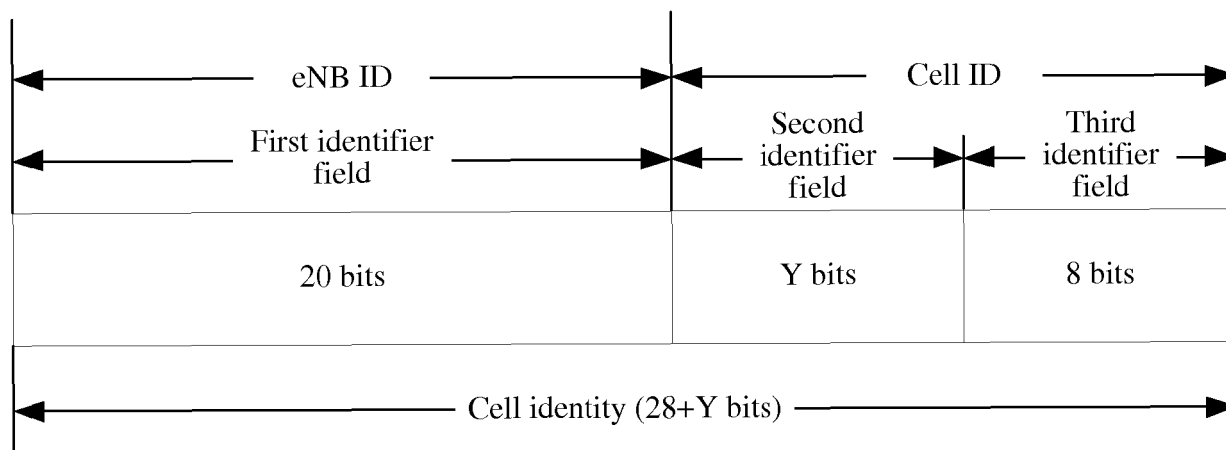 eNB ID
Cell ID
First identifier
field
Second
identifier
field
Third
identifier
field
20 bits
Y bits
8 bits
Cell identity (28+Y bits)